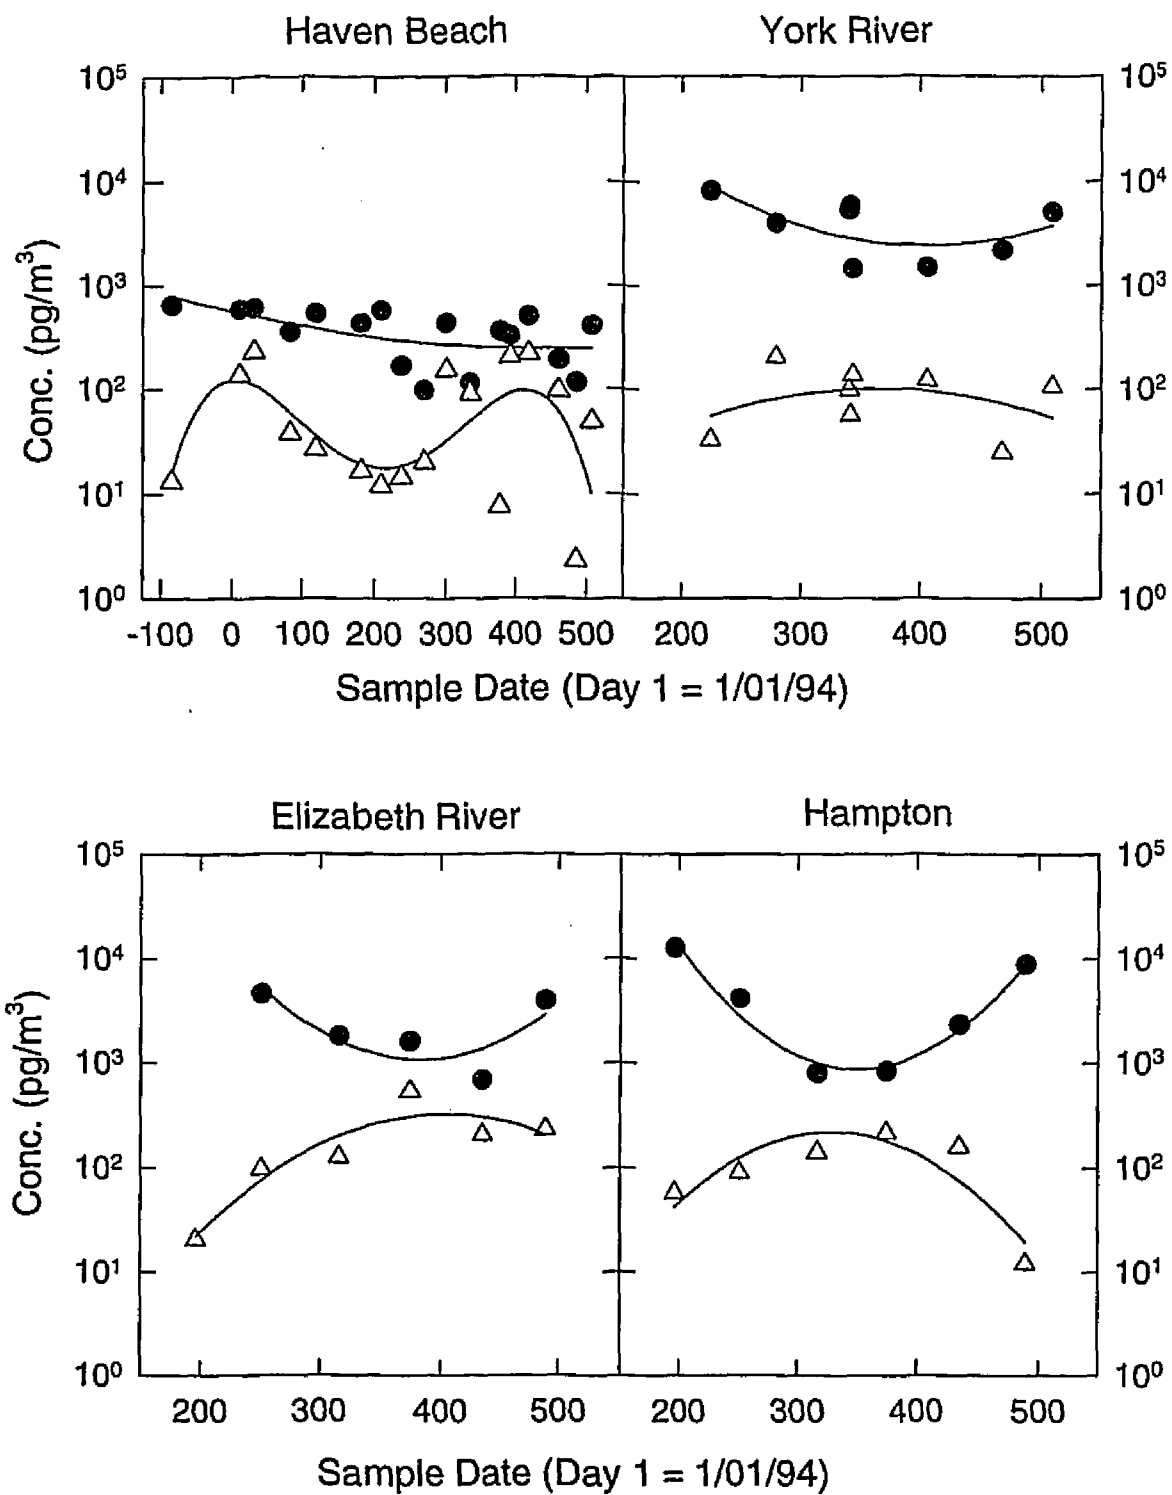 Haven Beach York River
10⁵ 10⁵
10⁴ 10⁴
10³ 10³
10² 10²
10¹ 10¹
10⁰ 10⁰
Conc. (pg/m³)
-100 0 100 200 300 400 500 200 300 400 500
Sample Date (Day 1 = 1/01/94)
Elizabeth River Hampton
10⁵ 10⁵
10⁴ 10⁴
10³ 10³
10² 10²
10¹ 10¹
10⁰ 10⁰
Conc. (pg/m³)
200 300 400 500 200 300 400 500
Sample Date (Day 1 = 1/01/94)